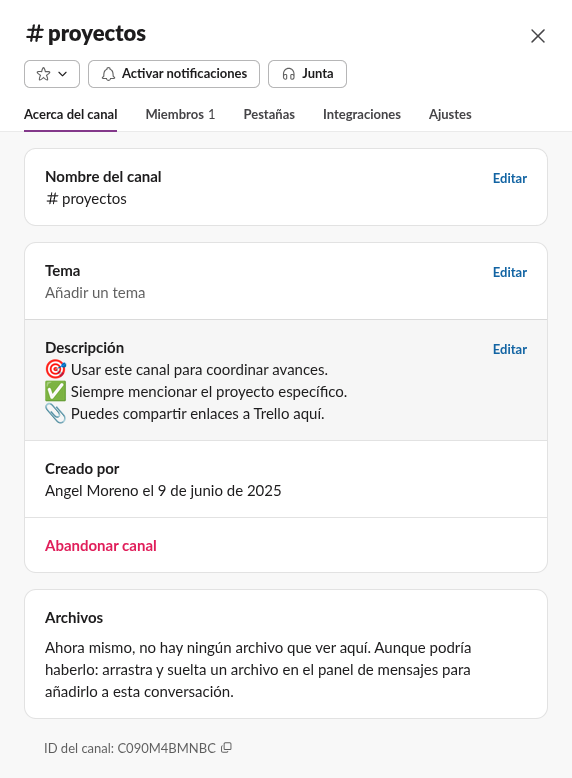 # proyectos
Activar notificaciones
Junta
Acerca del canal Miembros 1 Pestañas Integraciones Ajustes
Nombre del canal Editar
# proyectos
Tema Editar
Añadir un tema
Descripción Editar
🎯 Usar este canal para coordinar avances.
✅ Siempre mencionar el proyecto específico.
📎 Puedes compartir enlaces a Trello aquí.
Creado por
Angel Moreno el 9 de junio de 2025
Abandonar canal
Archivos
Ahora mismo, no hay ningún archivo que ver aquí. Aunque podría
haberlo: arrastra y suelta un archivo en el panel de mensajes para
añadirlo a esta conversación.
ID del canal: C090M4BMNBC